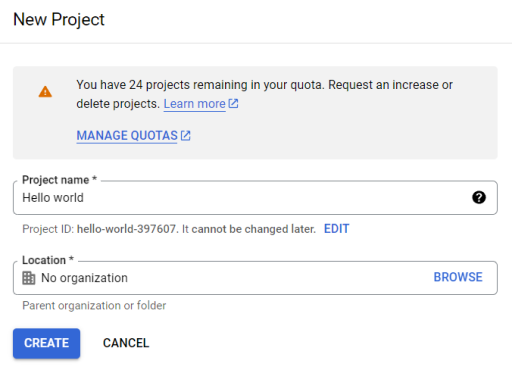 New Project
You have 24 projects remaining in your quota. Request an increase or
delete projects. Learn more
MANAGE QUOTAS
Project name *
Hello world
Project ID: hello-world-397607. It cannot be changed later. EDIT
Location *
No organization BROWSE
Parent organization or folder
CREATE CANCEL